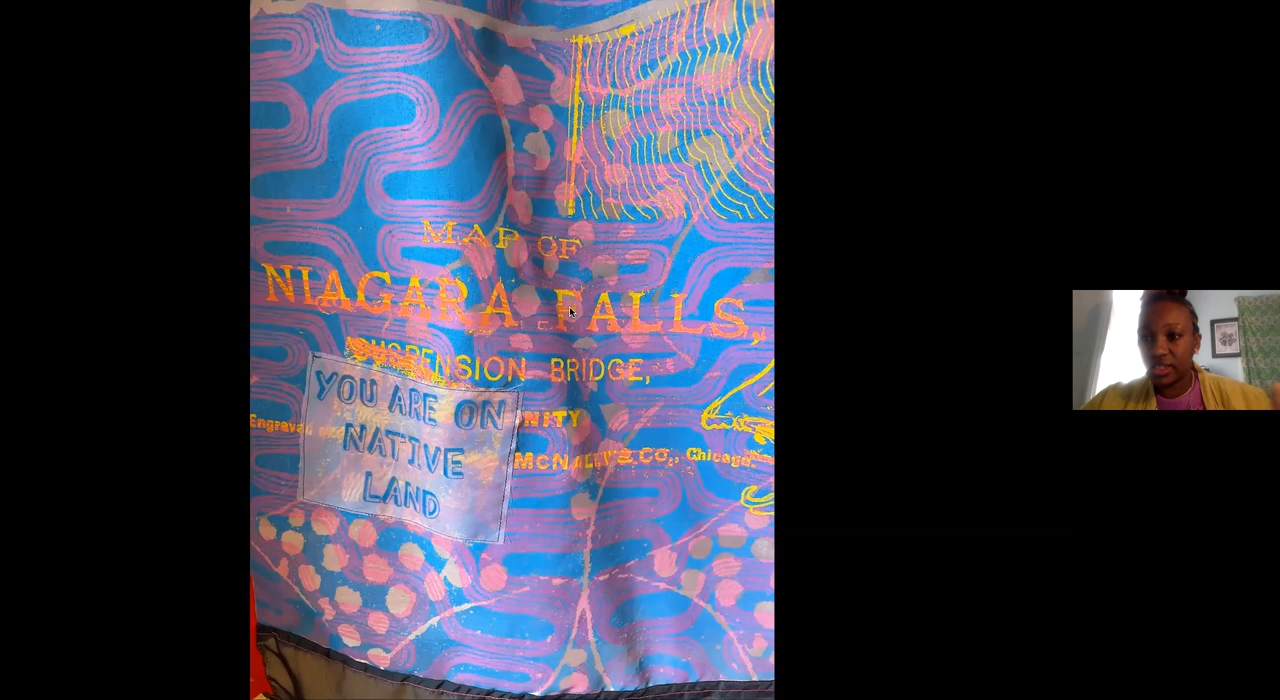 MAP OF
NIAGARA FALLS,
SUSPENSION BRIDGE,
YOU ARE ON
NATIVE
LAND
Engraved
NITY
MCNALLY & CO., Chicago.